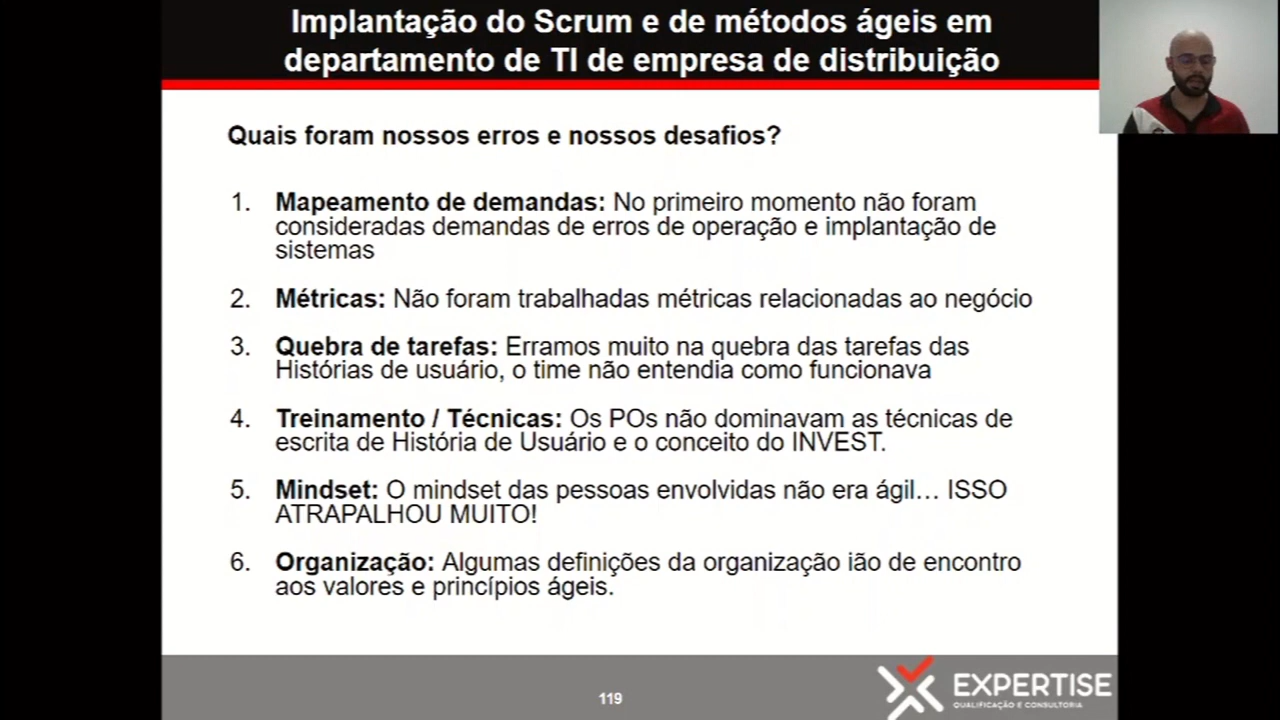 Implantação do Scrum e de métodos ágeis em
departamento de TI de empresa de distribuição
Quais foram nossos erros e nossos desafios?
1. Mapeamento de demandas: No primeiro momento não foram
consideradas demandas de erros de operação e implantação de
sistemas
2. Métricas: Não foram trabalhadas métricas relacionadas ao negócio
3. Quebra de tarefas: Erramos muito na quebra das tarefas das
Histórias de usuário, o time não entendia como funcionava
4. Treinamento / Técnicas: Os POs não dominavam as técnicas de
escrita de História de Usuário e o conceito do INVEST.
5. Mindset: O mindset das pessoas envolvidas não era ágil… ISSO
ATRAPALHOU MUITO!
6. Organização: Algumas definições da organização ião de encontro
aos valores e princípios ágeis.
119
EXPERTISE
QUALIFICAÇÃO E CONSULTORIA